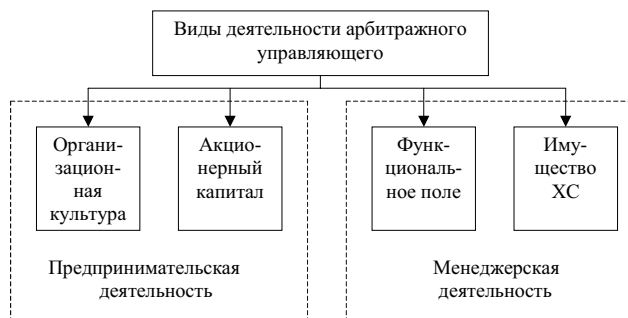 Виды деятельности арбитражного
управляющего
Органи-
зацион-
ная
культура
Акцио-
нерный
капитал
Функ-
циональ-
ное поле
Иму-
щество
ХС
Предпринимательская
деятельность
Менеджерская
деятельность